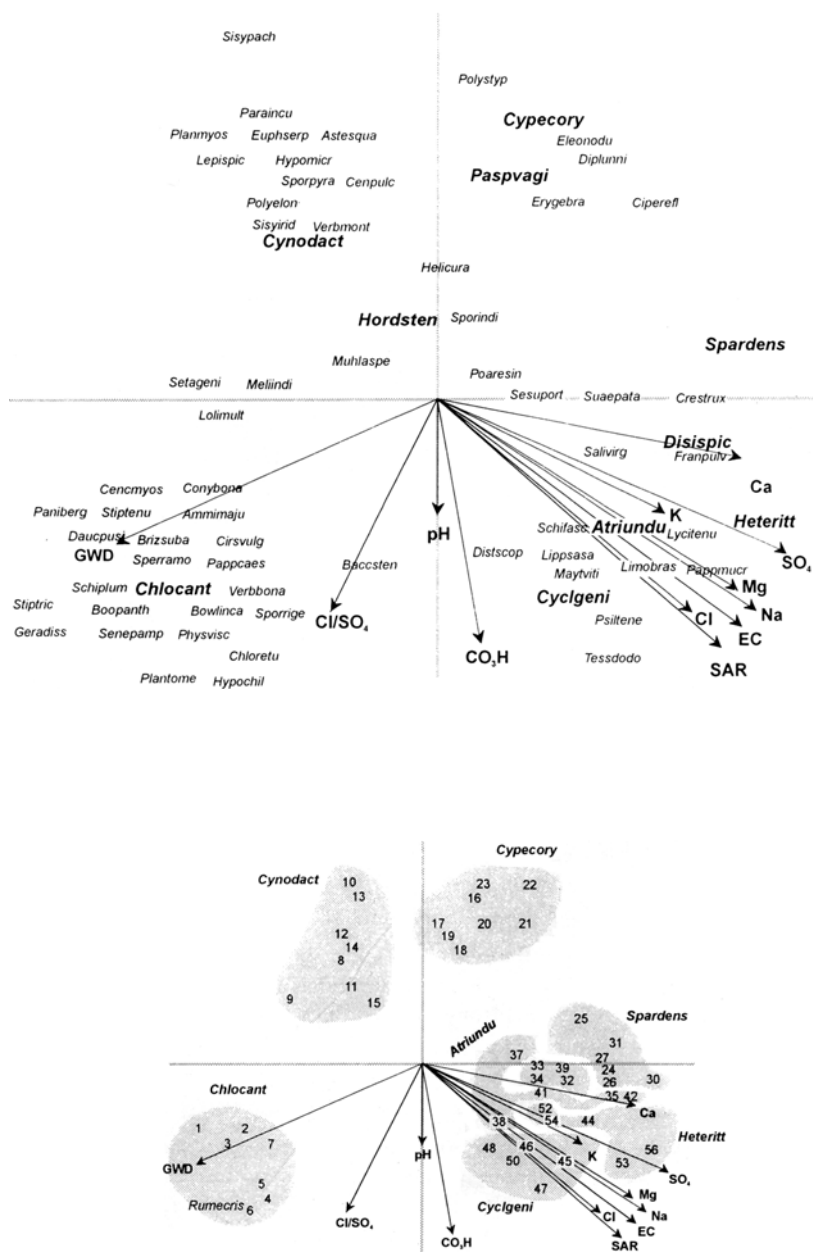 Sisypach
Polystyp
Paraincu
Cypecory
Planmyos Euphserp Astesqua
Eleonodu
Lepispic Hypomicr
Diplunni
Sporpyra Cenpulc
Paspvagi
Polyelon
Erygebra Ciperefl
Sisyirid Verbmont
Cynodact
Helicura
Hordsten Sporindi
Spardens
Muhlaspe
Poaresin
Setageni Meliindi
Sesuport Suaepata Crestrux
Lolimult
Disispic
Salivirg Franpulv
Cencmyos Conybona
Ca
Paniberg Stiptenu Ammimaju
K
Schifasc Atriundu Lycitenu Heteritt
Daucpusi Brizsuba Cirsvulg
pH
GWD
Distscop Lippsasa
SO₄
Sperramo Pappcaes Baccsten
Limobras Pappmucr
Maytviti
Schiplum Chlocant Verbbona
Cyclgeni
Mg
Stiptric Boopanth Bowlinca Sporrige
Cl/SO₄
Psiltene
Cl
Na
Geradiss Senepamp Physvisc
EC
Chloretu
CO₃H
Tessdodo
SAR
Plantome Hypochil
Cynodact
Cypecory
10
23 22
13
16
17 20 21
12
19
14
18
8
11
9 15
25
Spardens
Atriundu
31
37
27
33 39 24
34 32 26 30
Chlocant
41 35 42
Ca
52
1 2
38 54 44
Heteritt
3 7
pH
48 46
K
56
GWD
50 45 53
SO₄
5
4
47
Mg
Rumecris 6
Cl/SO₄
Cyclgeni
Cl Na
CO₃H
EC
SAR